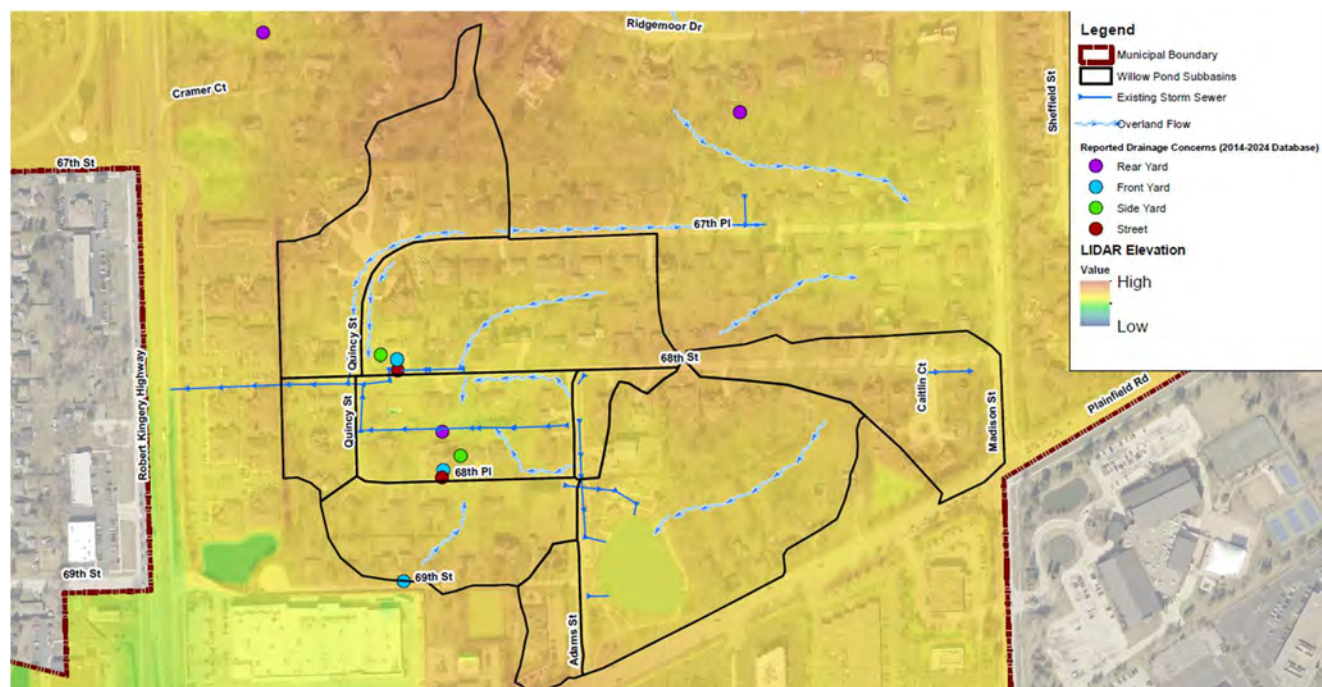 Ridgemoor Dr
Cramer Ct
Sheffield St
67th St
67th Pl
Quincy St
68th St
Robert Kingery Highway
Caitlin Ct
Madison St
Plainfield Rd
Quincy St
68th Pl
69th St
69th St
Adams St
Legend
Municipal Boundary
Willow Pond Subbasins
Existing Storm Sewer
Overland Flow
Reported Drainage Concerns (2014-2024 Database)
Rear Yard
Front Yard
Side Yard
Street
LIDAR Elevation
Value
High
Low